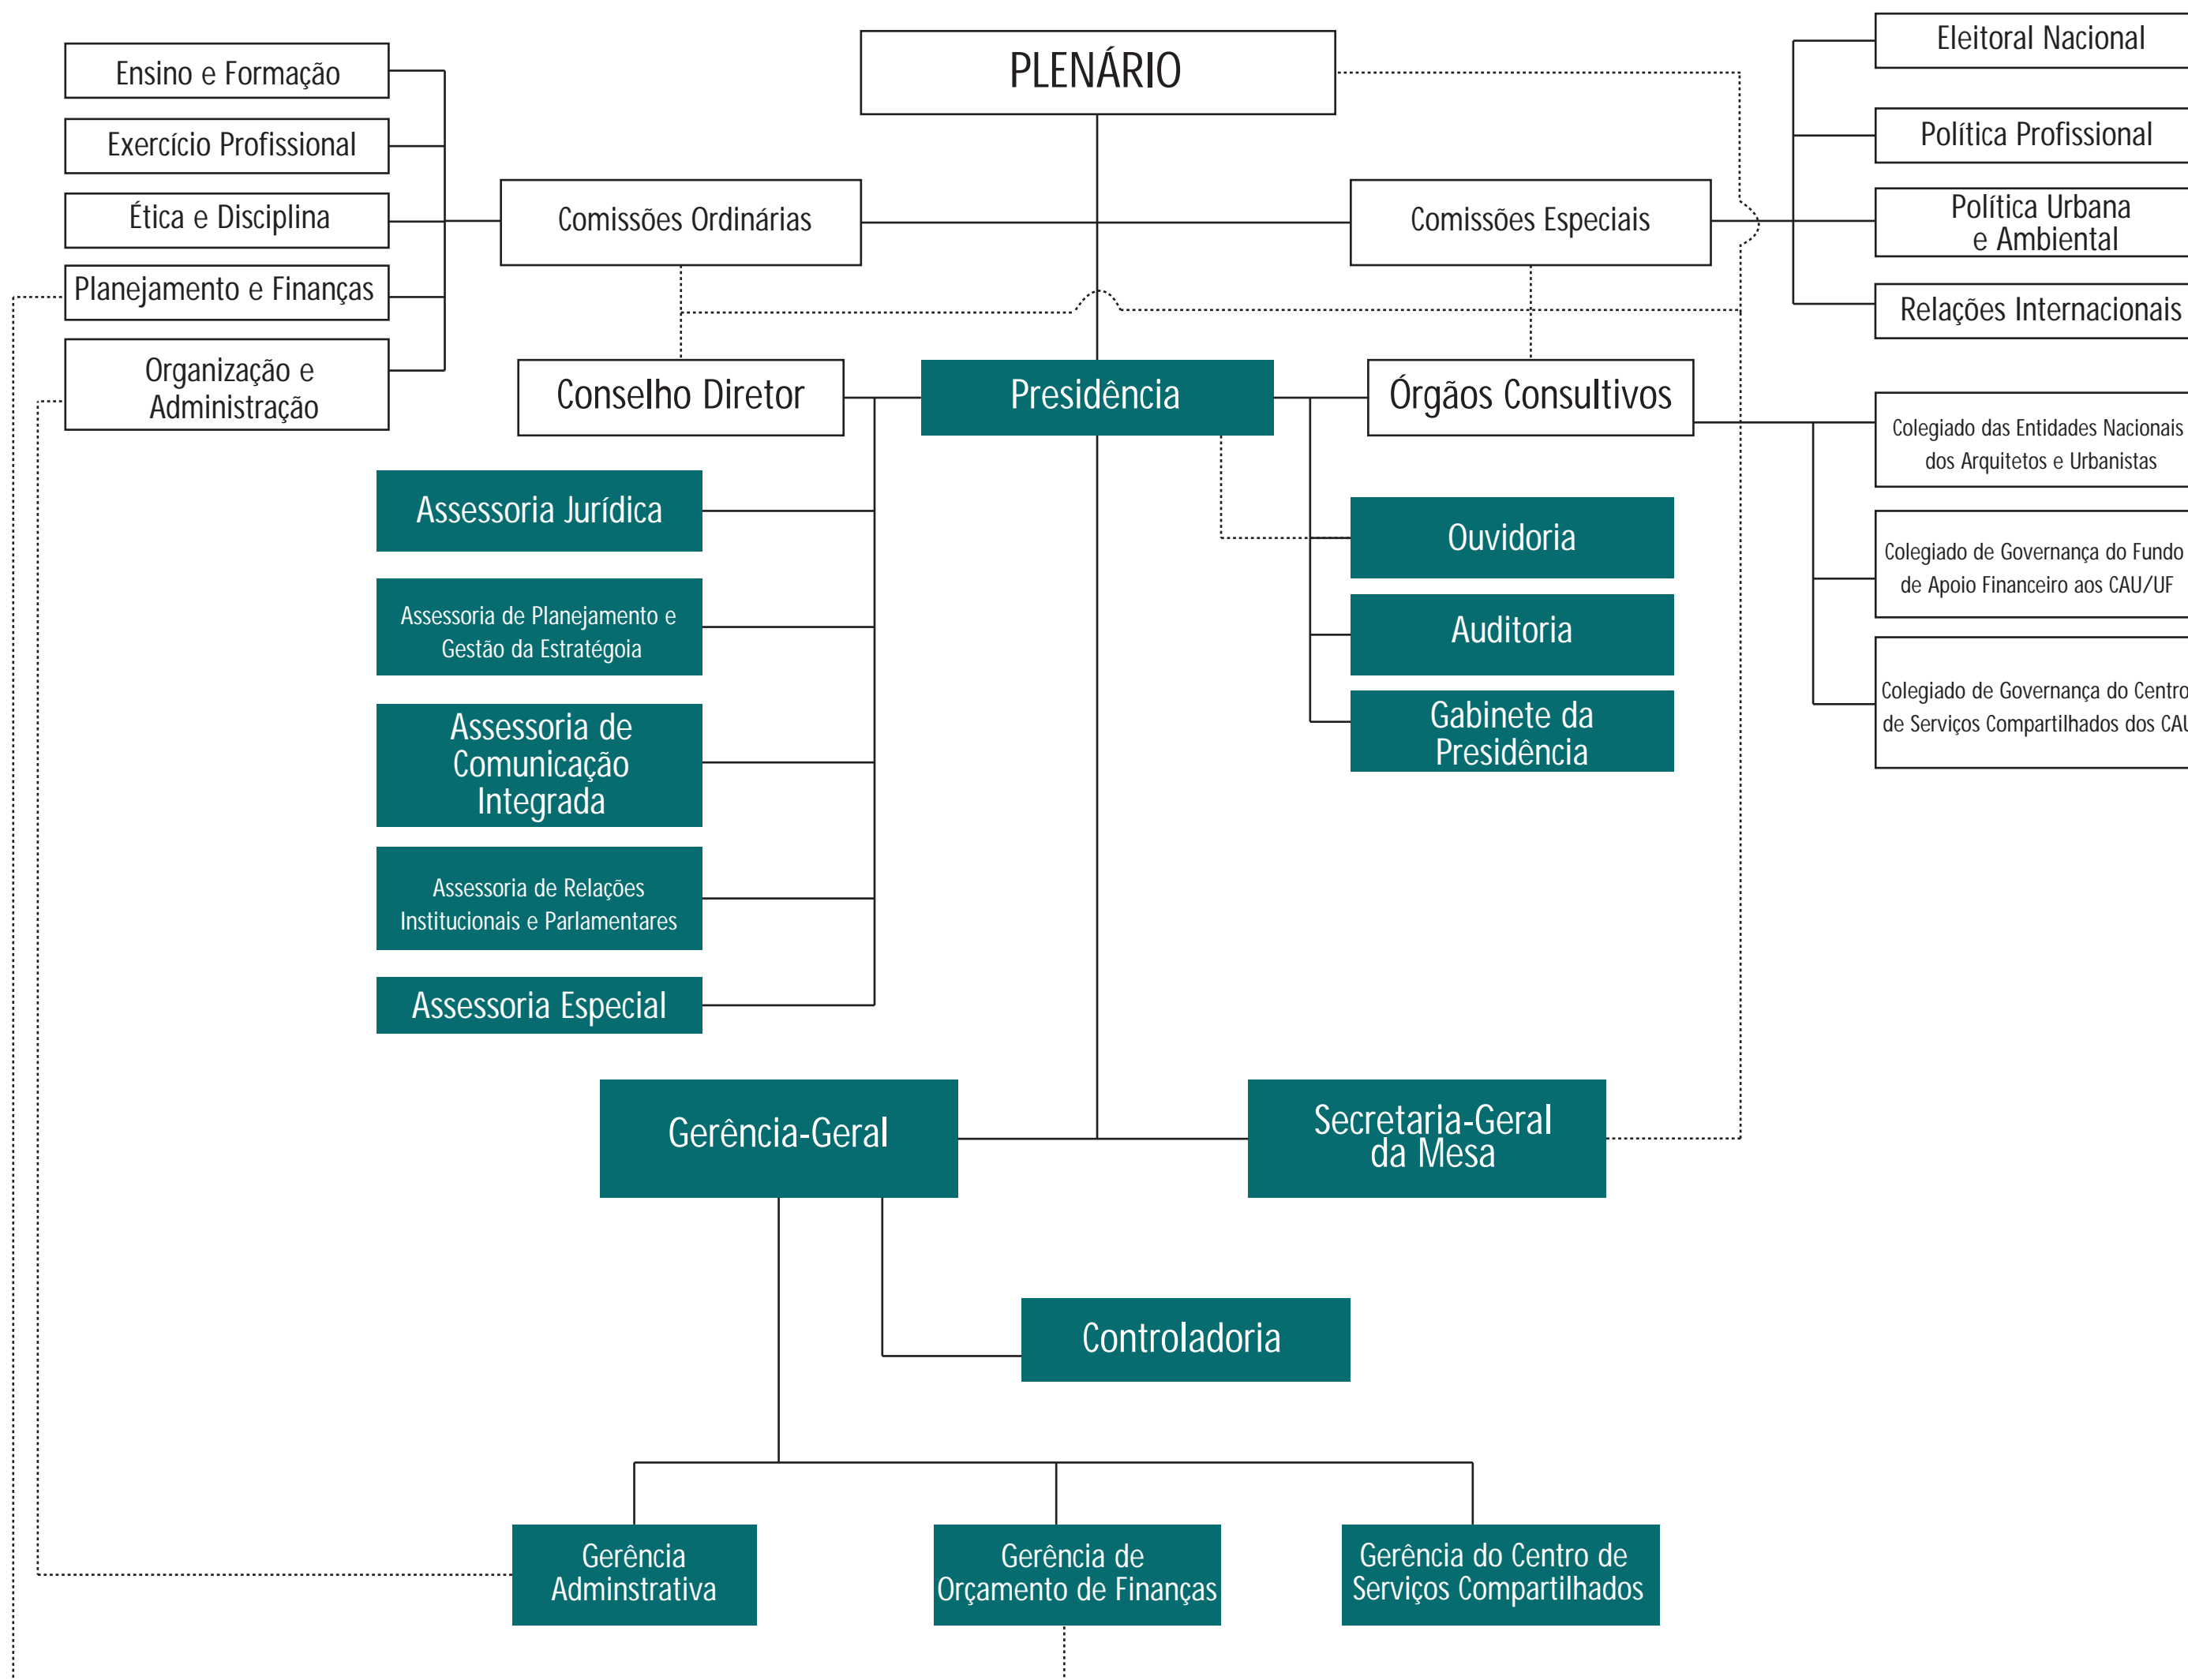 PLENÁRIO
Ensino e Formação
Exercício Profissional
Ética e Disciplina
Planejamento e Finanças
Organização e
Administração
Comissões Ordinárias
Comissões Especiais
Eleitoral Nacional
Política Profissional
Política Urbana
e Ambiental
Relações Internacionais
Conselho Diretor
Presidência
Órgãos Consultivos
Colegiado das Entidades Nacionais
dos Arquitetos e Urbanistas
Colegiado de Governança do Fundo
de Apoio Financeiro aos CAU/UF
Colegiado de Governança do Centro
de Serviços Compartilhados dos CAU
Assessoria Jurídica
Assessoria de Planejamento e
Gestão da Estratégoia
Assessoria de
Comunicação
Integrada
Assessoria de Relações
Institucionais e Parlamentares
Assessoria Especial
Ouvidoria
Auditoria
Gabinete da
Presidência
Gerência-Geral
Secretaria-Geral
da Mesa
Controladoria
Gerência
Adminstrativa
Gerência de
Orçamento de Finanças
Gerência do Centro de
Serviços Compartilhados